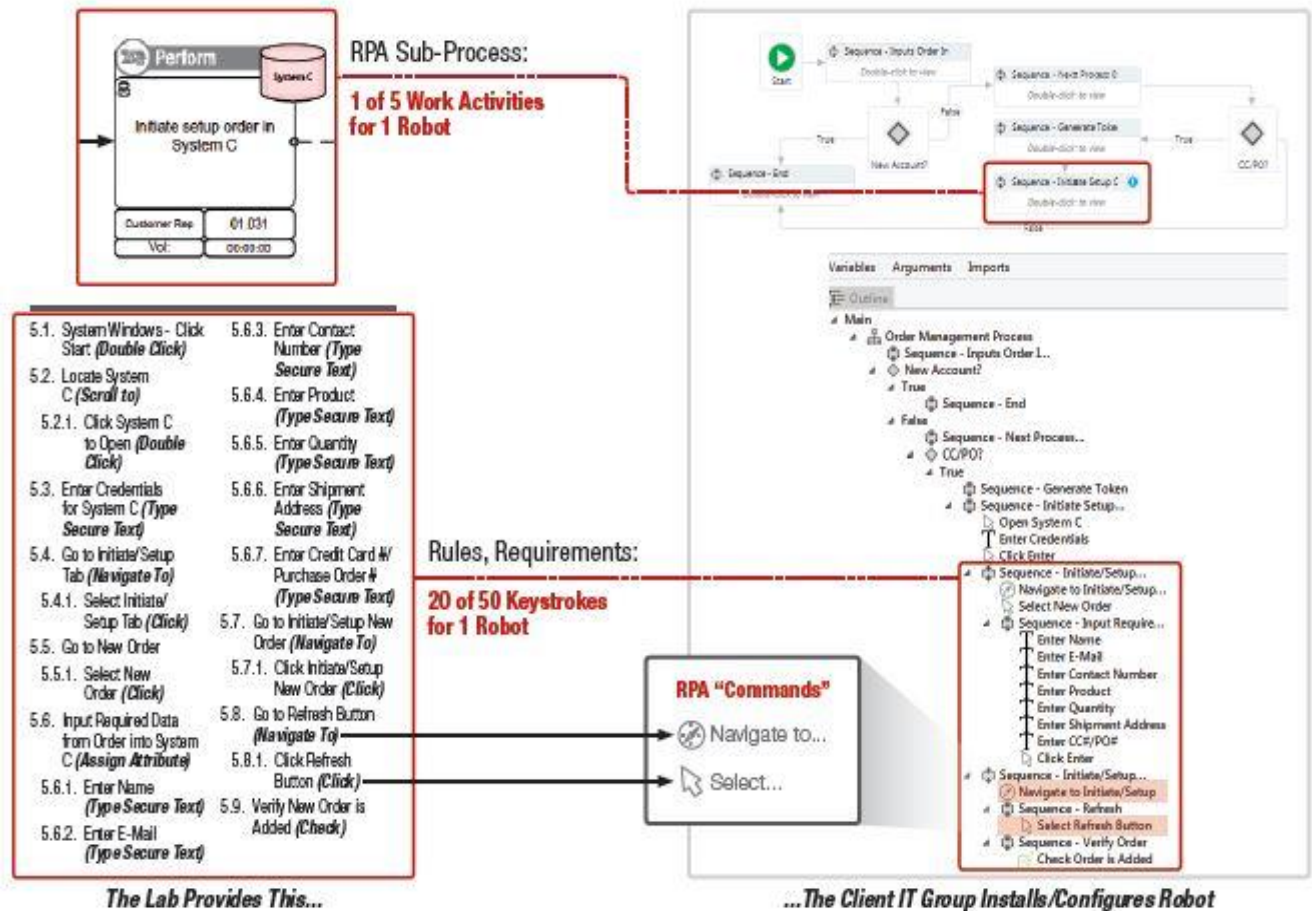 Perform
System C
Initiate setup order in
System C
Customer Rep
01.031
Vol:
00:00:00
RPA Sub-Process:
1 of 5 Work Activities
for 1 Robot
Start
Sequence - Inputs Order In
Double-click to view
New Account?
True
False
Sequence - End
Double-click to view
Sequence - Next Process
Double-click to view
Sequence - Generate Toke
Double-click to view
True
CC/PO?
Sequence - Initiate Setup C
Double-click to view
False
Variables Arguments Imports
Outline
Main
Order Management Process
Sequence - Inputs Order I...
New Account?
True
Sequence - End
False
Sequence - Next Process...
CC/PO?
True
Sequence - Generate Token
Sequence - Initiate Setup...
Open System C
Enter Credentials
Click Enter
Sequence - Initiate/Setup...
Navigate to Initiate/Setup...
Select New Order
Sequence - Input Require...
Enter Name
Enter E-Mail
Enter Contact Number
Enter Product
Enter Quantity
Enter Shipment Address
Enter CC#/PO#
Click Enter
Sequence - Initiate/Setup...
Navigate to Initiate/Setup
Sequence - Refresh
Select Refresh Button
Sequence - Verify Order
Check Order is Added
5.1. System Windows - Click
Start (Double Click)
5.2. Locate System
C (Scroll to)
5.2.1. Click System C
to Open (Double
Click)
5.3. Enter Credentials
for System C (Type
Secure Text)
5.4. Go to Initiate/Setup
Tab (Navigate To)
5.4.1. Select Initiate/
Setup Tab (Click)
5.5. Go to New Order
5.5.1. Select New
Order (Click)
5.6. Input Required Data
from Order into System
C (Assign Attribute)
5.6.1. Enter Name
(Type Secure Text)
5.6.2. Enter E-Mail
(Type Secure Text)
5.6.3. Enter Contact
Number (Type
Secure Text)
5.6.4. Enter Product
(Type Secure Text)
5.6.5. Enter Quantity
(Type Secure Text)
5.6.6. Enter Shipment
Address (Type
Secure Text)
5.6.7. Enter Credit Card #/
Purchase Order #
(Type Secure Text)
5.7. Go to Initiate/Setup New
Order (Navigate To)
5.7.1. Click Initiate/Setup
New Order (Click)
5.8. Go to Refresh Button
(Navigate To)
5.8.1. Click Refresh
Button (Click)
5.9. Verify New Order is
Added (Check)
Rules, Requirements:
20 of 50 Keystrokes
for 1 Robot
RPA “Commands”
Navigate to...
Select...
The Lab Provides This...
...The Client IT Group Installs/Configures Robot